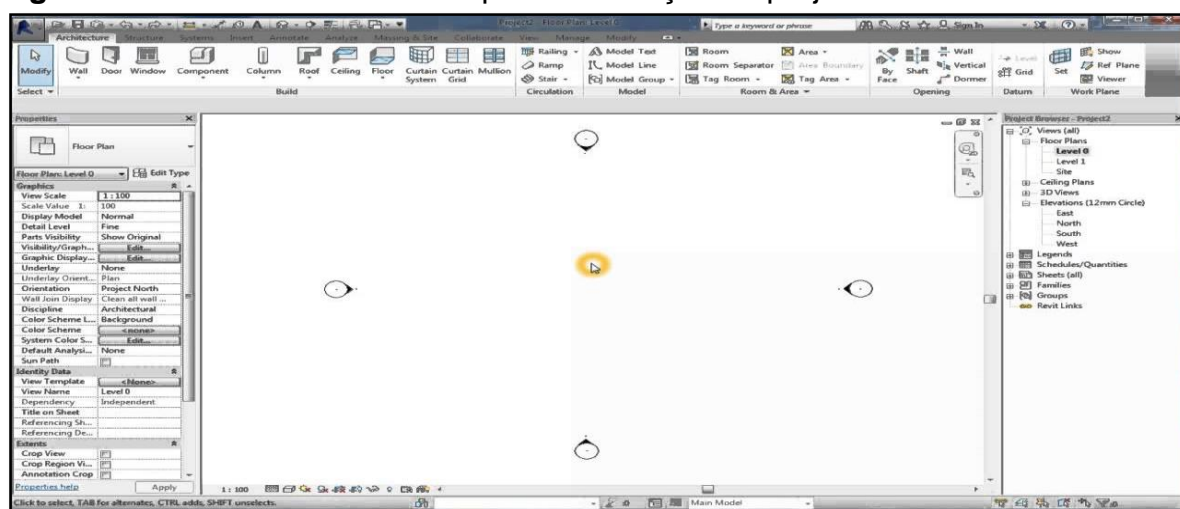 Project2 - Floor Plan: Level 0
Type a keyword or phrase
Sign In
Architecture Structure Systems Insert Annotate Analyze Massing & Site Collaborate View Manage Modify
Modify Wall Door Window Component Column Roof Ceiling Floor Curtain System Curtain Grid Mullion
Railing Ramp Stair
Model Text Model Line Model Group
Room Room Separator Tag Room
Area Area Boundary Tag Area
By Face Shaft Wall Vertical Dormer
Level Grid
Set Show Ref Plane Viewer
Select Build Circulation Model Room & Area Opening Datum Work Plane
Properties
Floor Plan
Floor Plan: Level 0 Edit Type
Graphics
View Scale 1 : 100
Scale Value 1: 100
Display Model Normal
Detail Level Fine
Parts Visibility Show Original
Visibility/Graph... Edit...
Graphic Display... Edit...
Underlay None
Underlay Orient... Plan
Orientation Project North
Wall Join Display Clean all wall ...
Discipline Architectural
Color Scheme L... Background
Color Scheme <none>
System Color S... Edit...
Default Analysi... None
Sun Path
Identity Data
View Template <None>
View Name Level 0
Dependency Independent
Title on Sheet
Referencing Sh...
Referencing De...
Extents
Crop View
Crop Region Vi...
Annotation Crop
Properties help Apply
1 : 100
Click to select, TAB for alternates, CTRL adds, SHIFT unselects.
:0 Main Model
Project Browser - Project2
Views (all)
Floor Plans
Level 0
Level 1
Site
Ceiling Plans
3D Views
Elevations (12mm Circle)
East
North
South
West
Legends
Schedules/Quantities
Sheets (all)
Families
Groups
Revit Links